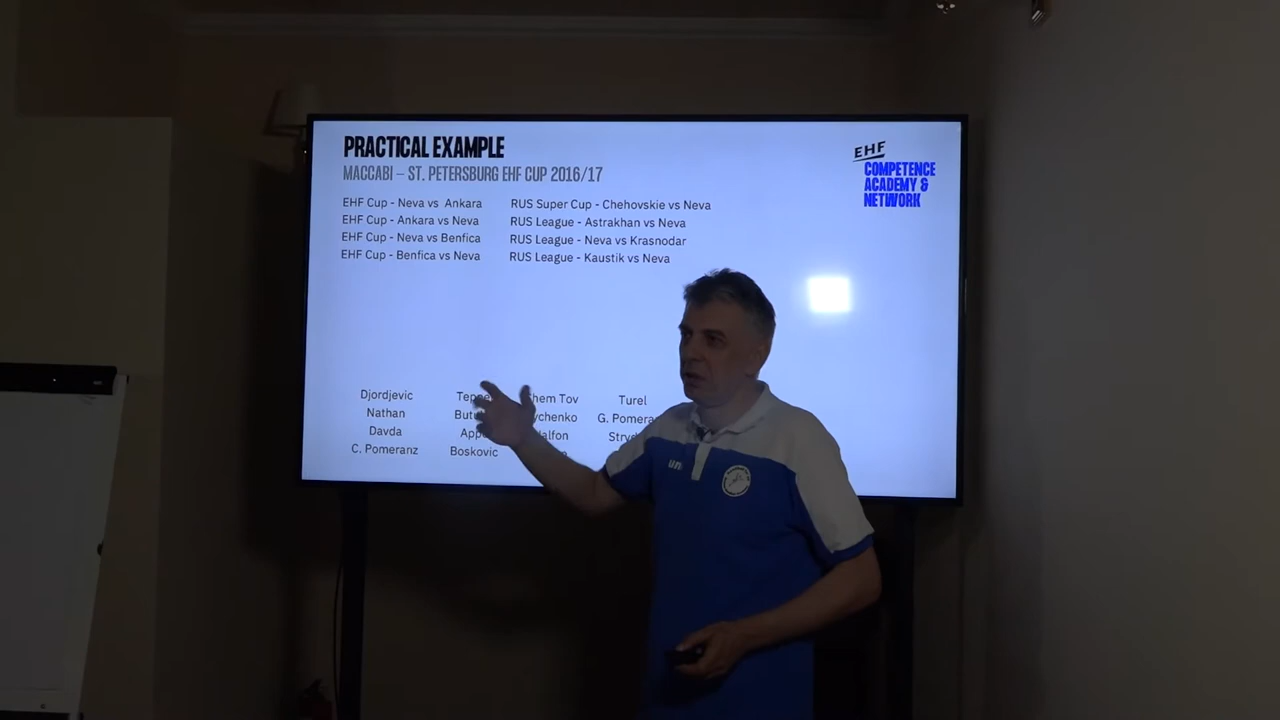 PRACTICAL EXAMPLE
MACCABI – ST. PETERSBURG EHF CUP 2016/17
EHF
COMPETENCE
ACADEMY &
NETWORK
EHF Cup - Neva vs Ankara
EHF Cup - Ankara vs Neva
EHF Cup - Neva vs Benfica
EHF Cup - Benfica vs Neva
RUS Super Cup - Chehovskie vs Neva
RUS League - Astrakhan vs Neva
RUS League - Neva vs Krasnodar
RUS League - Kaustik vs Neva
Djordjevic
Nathan
Davda
C. Pomeranz
Boskovic
Tov
Turel
G.